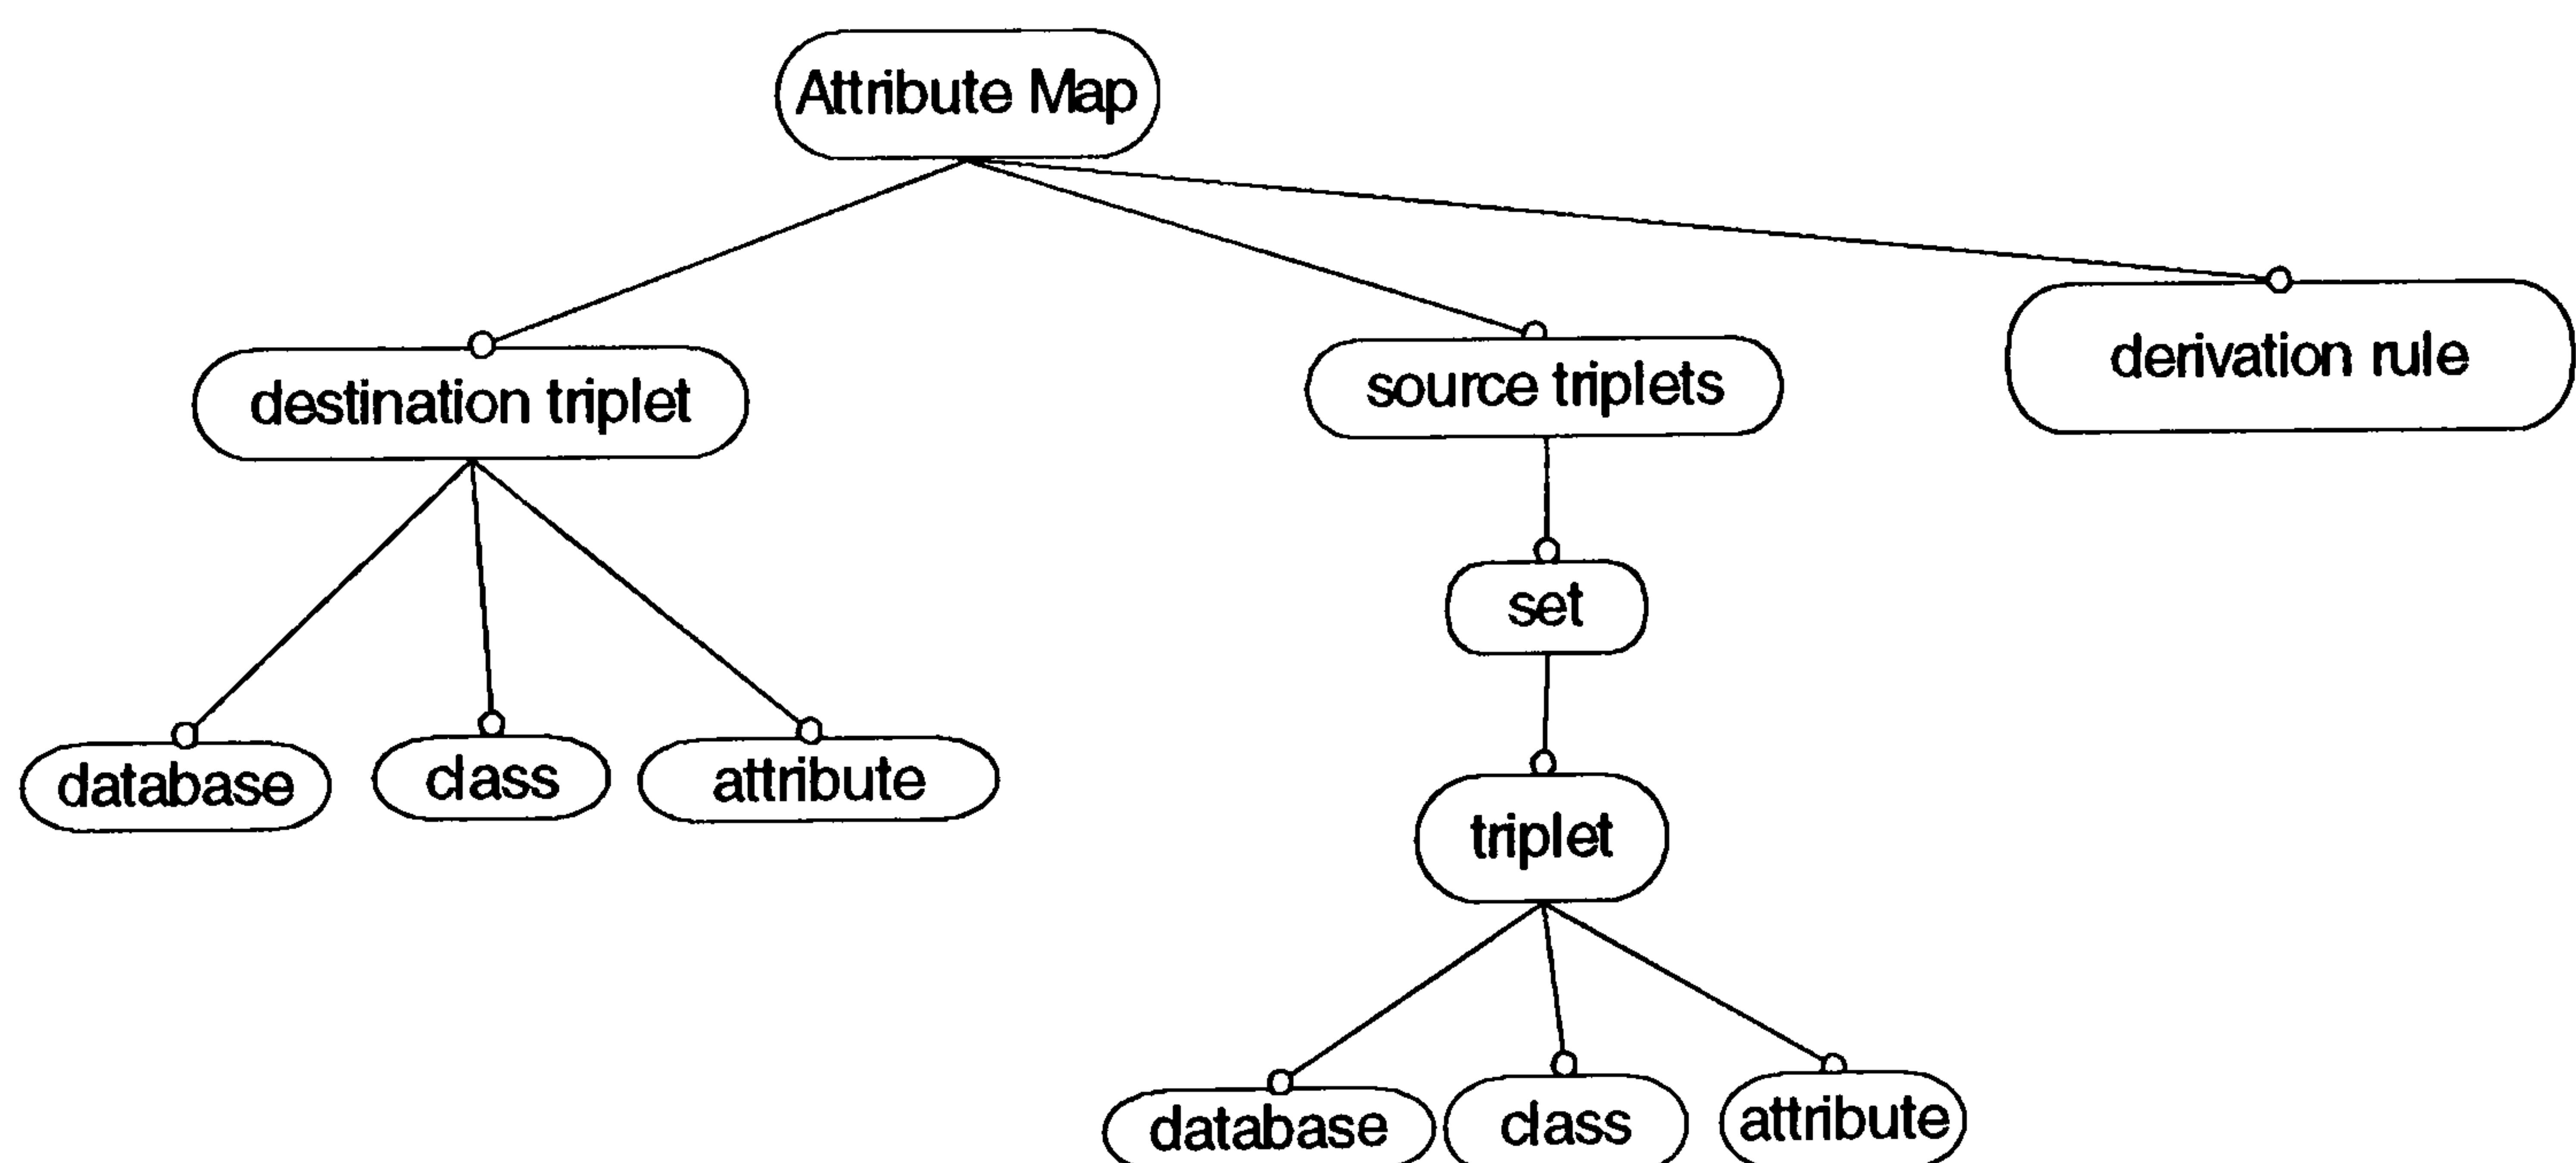 Attribute Map
destination triplet
source triplets
derivation rule
set
database
class
attribute
triplet
database
class
attribute